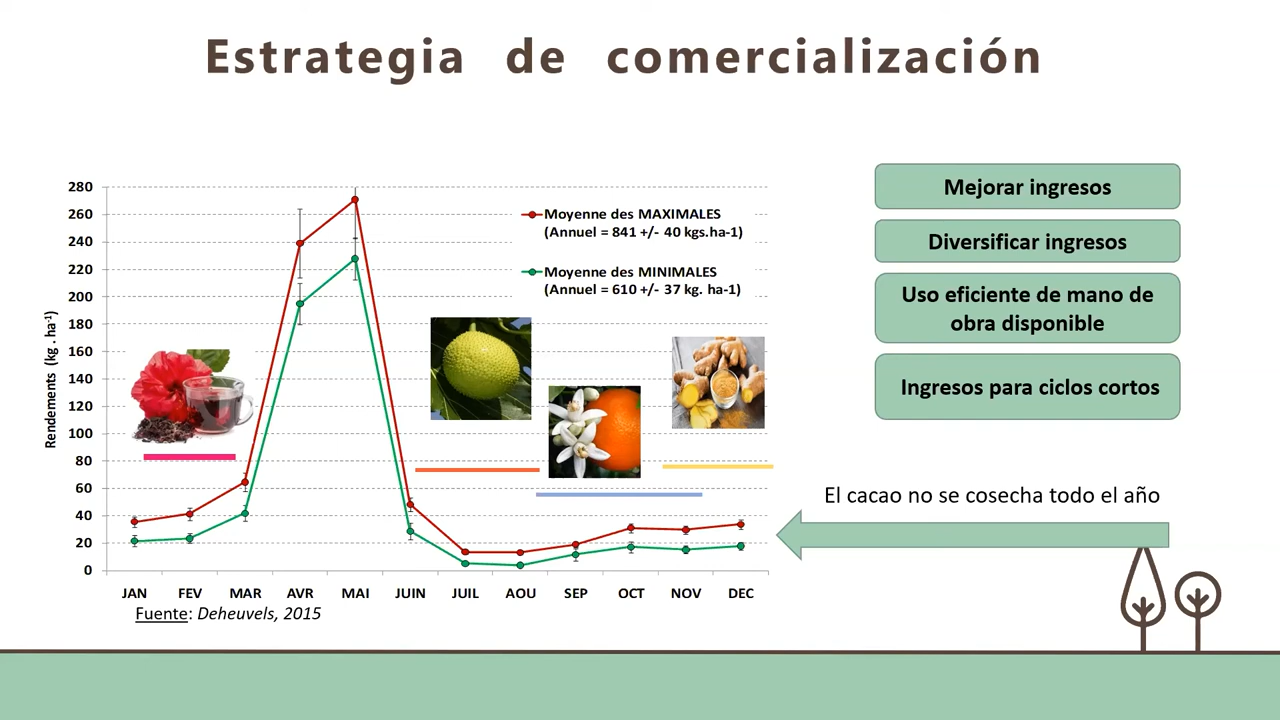 Estrategia de comercialización
280
260
240
220
200
180
160
140
120
100
80
60
40
20
0
Rendements (kg . ha-1)
Moyenne des MAXIMALES
(Annuel = 841 +/- 40 kgs.ha-1)
Moyenne des MINIMALES
(Annuel = 610 +/- 37 kg. ha-1)
JAN FEV MAR AVR MAI JUIN JUIL AOU SEP OCT NOV DEC
Fuente: Deheuvels, 2015
Mejorar ingresos
Diversificar ingresos
Uso eficiente de mano de
obra disponible
Ingresos para ciclos cortos
El cacao no se cosecha todo el año